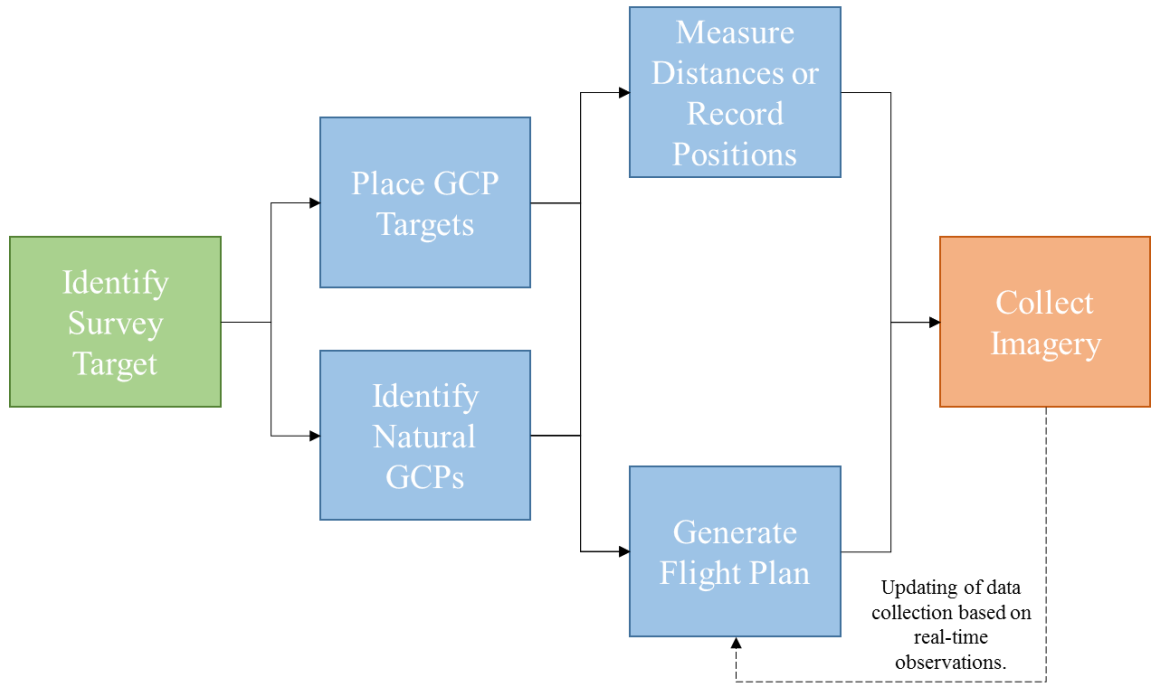 Identify
Survey
Target
Place GCP
Targets
Identify
Natural
GCPs
Measure
Distances or
Record
Positions
Generate
Flight Plan
Collect
Imagery
Updating of data
collection based on
real-time
observations.